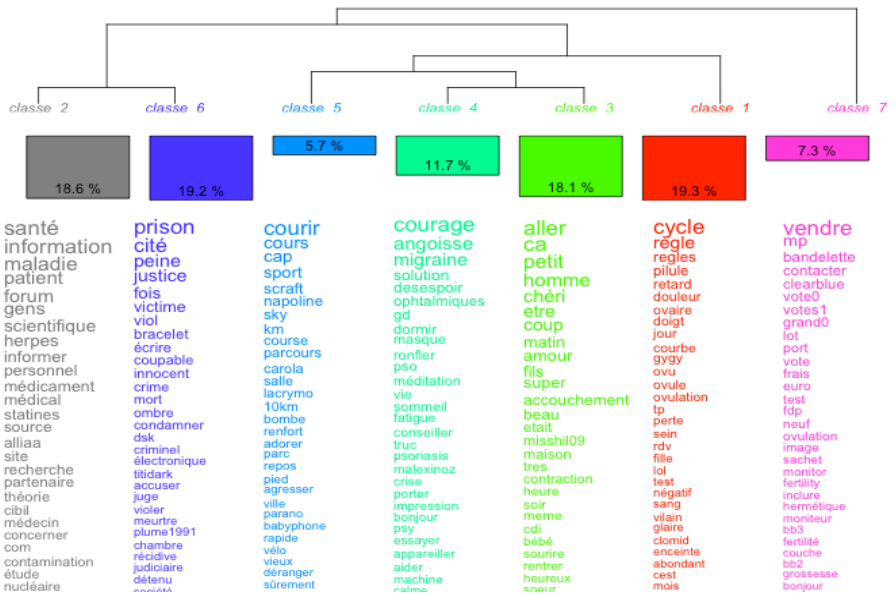 classe 2
classe 6
classe 5
classe 4
classe 3
classe 1
classe 7
18.6 %
19.2 %
5.7 %
11.7 %
18.1 %
19.3 %
7.3 %
santé
information
maladie
patient
forum
gens
scientifique
herpes
informer
personnel
médicament
médical
statines
source
alliaa
site
recherche
partenaire
théorie
cibil
médecin
concerner
com
contamination
étude
nucléaire
prison
cité
peine
justice
fois
victime
viol
bracelet
écrire
coupable
innocent
crime
mort
ombre
condamner
dsk
criminel
électronique
titidark
accuser
juge
violer
meurtre
plume1991
chambre
récidive
judiciaire
détenu
société
courir
cours
cap
sport
scraft
napoline
sky
km
course
parcours
carola
salle
lacrymo
10km
bombe
renfort
adorer
parc
repos
pied
agresser
ville
parano
babyphone
rapide
vélo
vieux
déranger
sûrement
courage
angoisse
migraine
solution
desespoir
ophtalmiques
gd
dormir
masque
ronfler
pso
méditation
vie
sommeil
fatigue
conseiller
truc
psoriasis
malexinoz
crise
porter
impression
bonjour
psy
essayer
appareiller
aider
machine
calme
aller
ca
petit
homme
chéri
etre
coup
matin
amour
fils
super
accouchement
beau
etait
misshil09
maison
tres
contraction
heure
soir
meme
cdi
bébé
sourire
rentrer
heureux
soeur
cycle
règle
regles
pilule
retard
douleur
ovaire
doigt
jour
courbe
gygy
ovu
ovule
ovulation
tp
perte
sein
rdv
fille
lol
test
négatif
sang
vilain
glaire
clomid
enceinte
abondant
cest
mois
vendre
mp
bandelette
contacter
clearblue
vote0
votes1
grand0
lot
port
vote
frais
euro
test
fdp
neuf
ovulation
image
sachet
monitor
fertility
inclure
hermétique
moniteur
bb3
fertilité
couche
bb2
grossesse
bonjour